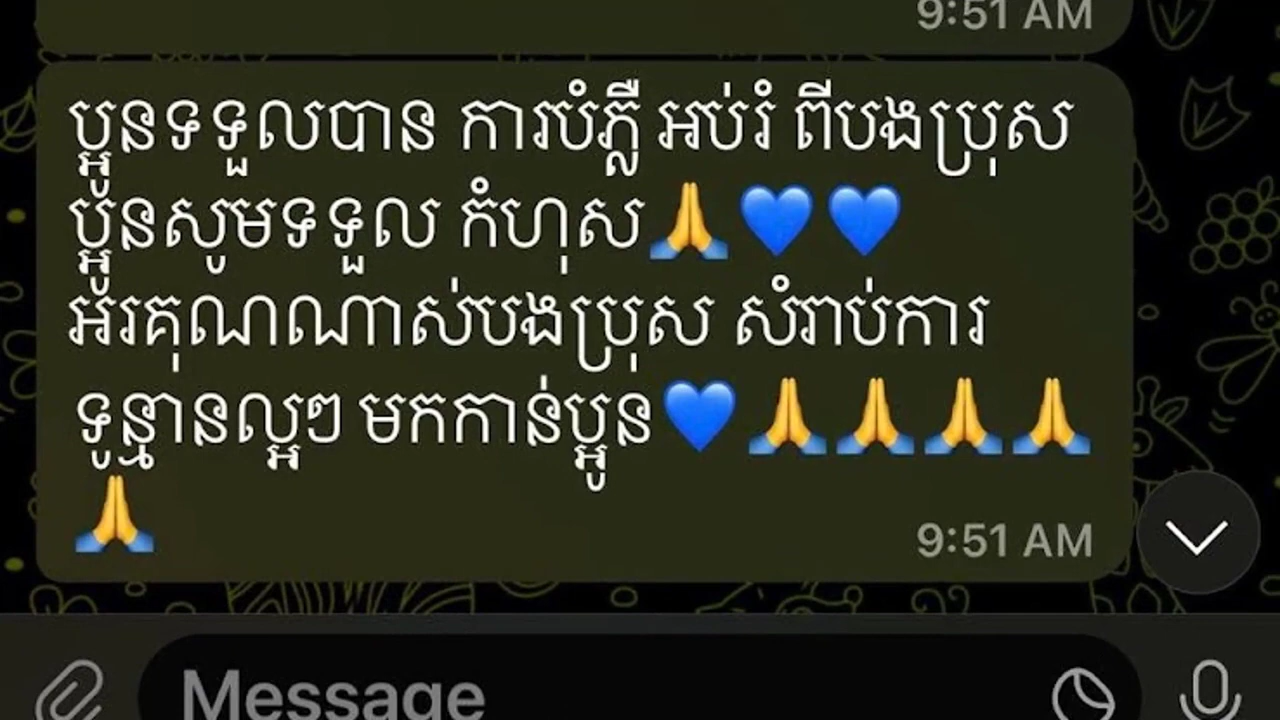 9:51 AM
ប្អូនទទួលបាន ការបំភ្លឺ អប់រំ ពីបងប្រុស
ប្អូនសូមទទួល កំហុស🙏💙💙
អរគុណណាស់បងប្រុស សំរាប់ការ
ទូន្មានល្អៗ មកកាន់ប្អូន💙🙏🙏🙏🙏
🙏
9:51 AM
Message